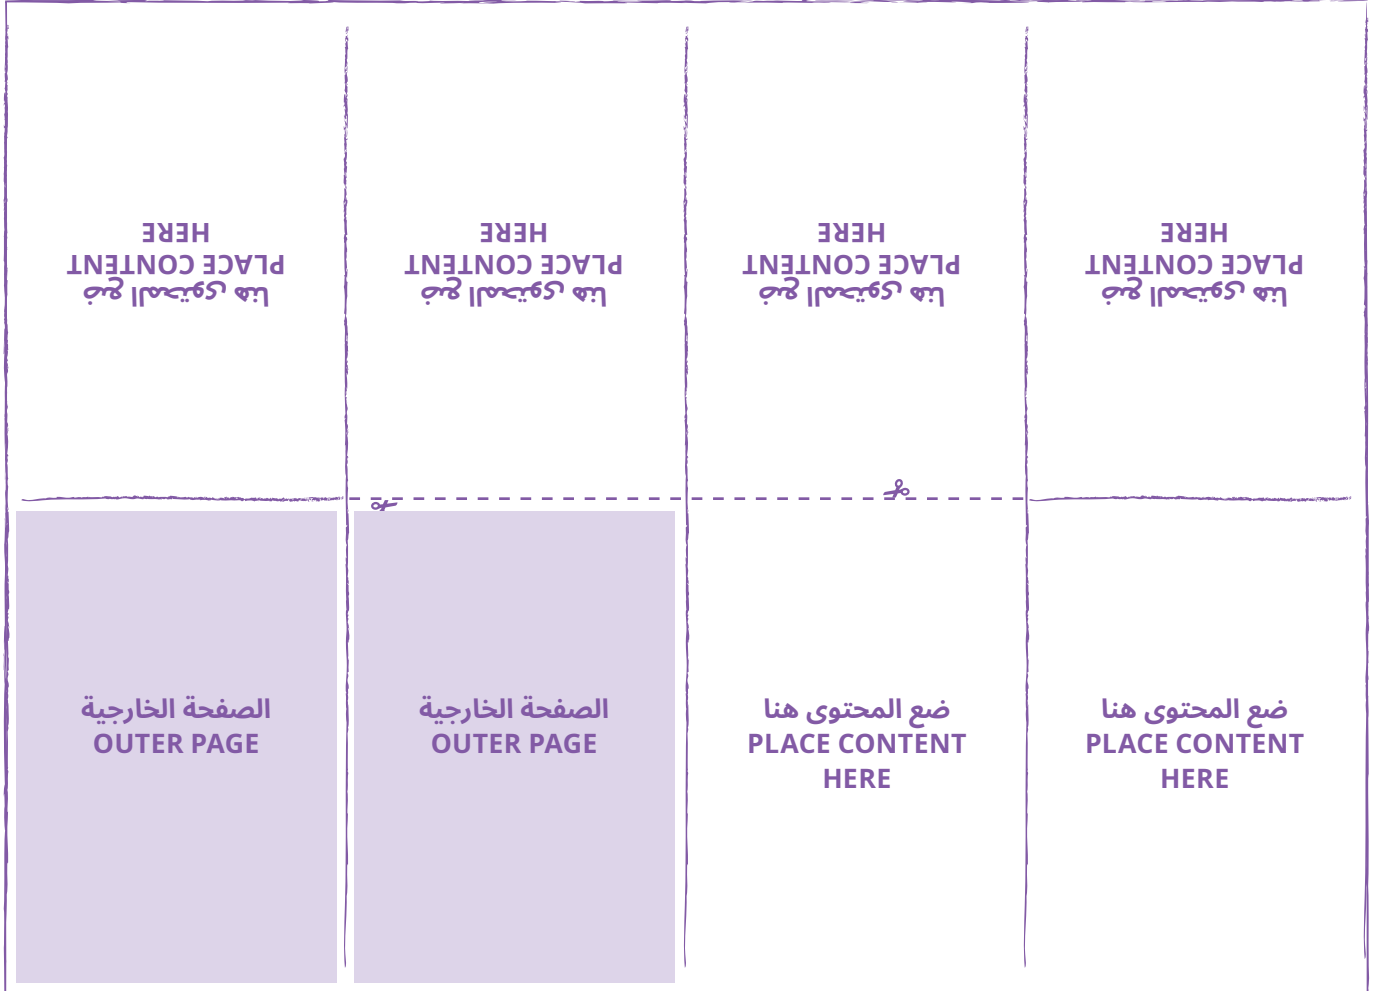 ضع المحتوى هنا
PLACE CONTENT
HERE
ضع المحتوى هنا
PLACE CONTENT
HERE
ضع المحتوى هنا
PLACE CONTENT
HERE
ضع المحتوى هنا
PLACE CONTENT
HERE
الصفحة الخارجية
OUTER PAGE
الصفحة الخارجية
OUTER PAGE
ضع المحتوى هنا
PLACE CONTENT
HERE
ضع المحتوى هنا
PLACE CONTENT
HERE